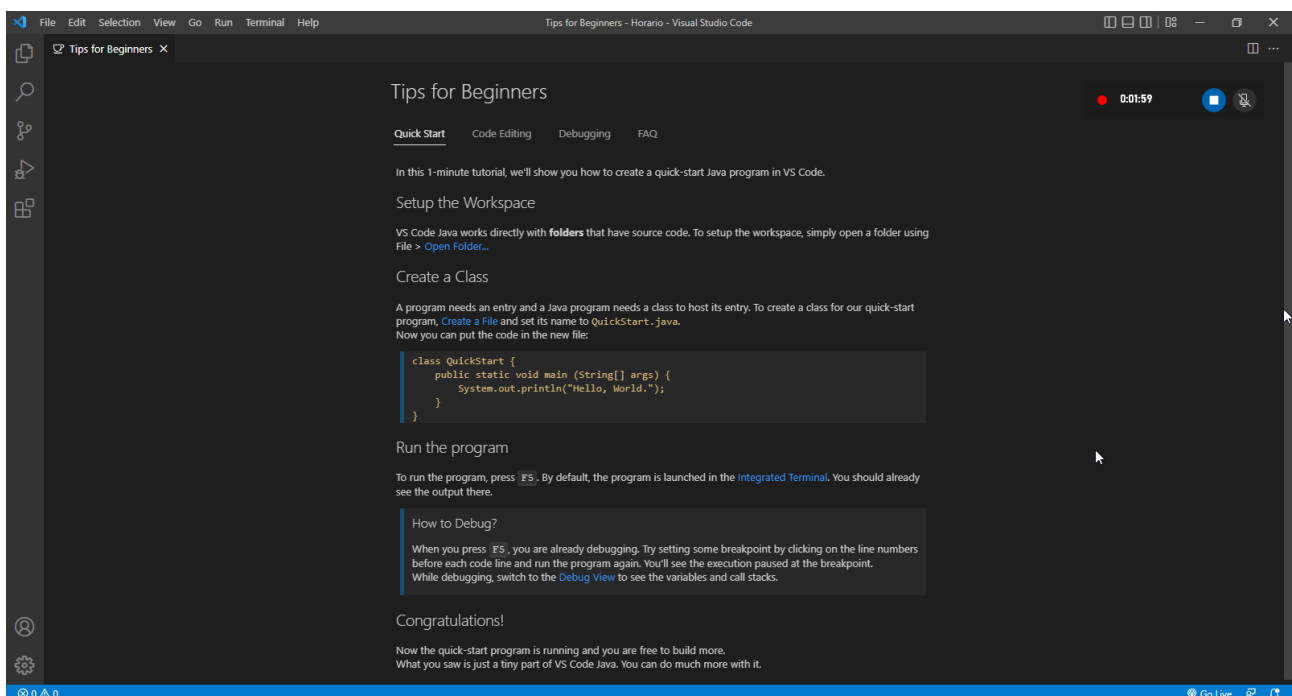 File Edit Selection View Go Run Terminal Help
Tips for Beginners - Horario - Visual Studio Code
Tips for Beginners
Tips for Beginners
0:01:59
Quick Start Code Editing Debugging FAQ
In this 1-minute tutorial, we'll show you how to create a quick-start Java program in VS Code.
Setup the Workspace
VS Code Java works directly with folders that have source code. To setup the workspace, simply open a folder using
File > Open Folder...
Create a Class
A program needs an entry and a Java program needs a class to host its entry. To create a class for our quick-start
program, Create a File and set its name to QuickStart.java.
Now you can put the code in the new file:
class QuickStart {
    public static void main (String[] args) {
        System.out.println("Hello, World.");
    }
}
Run the program
To run the program, press F5. By default, the program is launched in the Integrated Terminal. You should already
see the output there.
How to Debug?
When you press F5, you are already debugging. Try setting some breakpoint by clicking on the line numbers
before each code line and run the program again. You'll see the execution paused at the breakpoint.
While debugging, switch to the Debug View to see the variables and call stacks.
Congratulations!
Now the quick-start program is running and you are free to build more.
What you saw is just a tiny part of VS Code Java. You can do much more with it.
0 0
Go Live